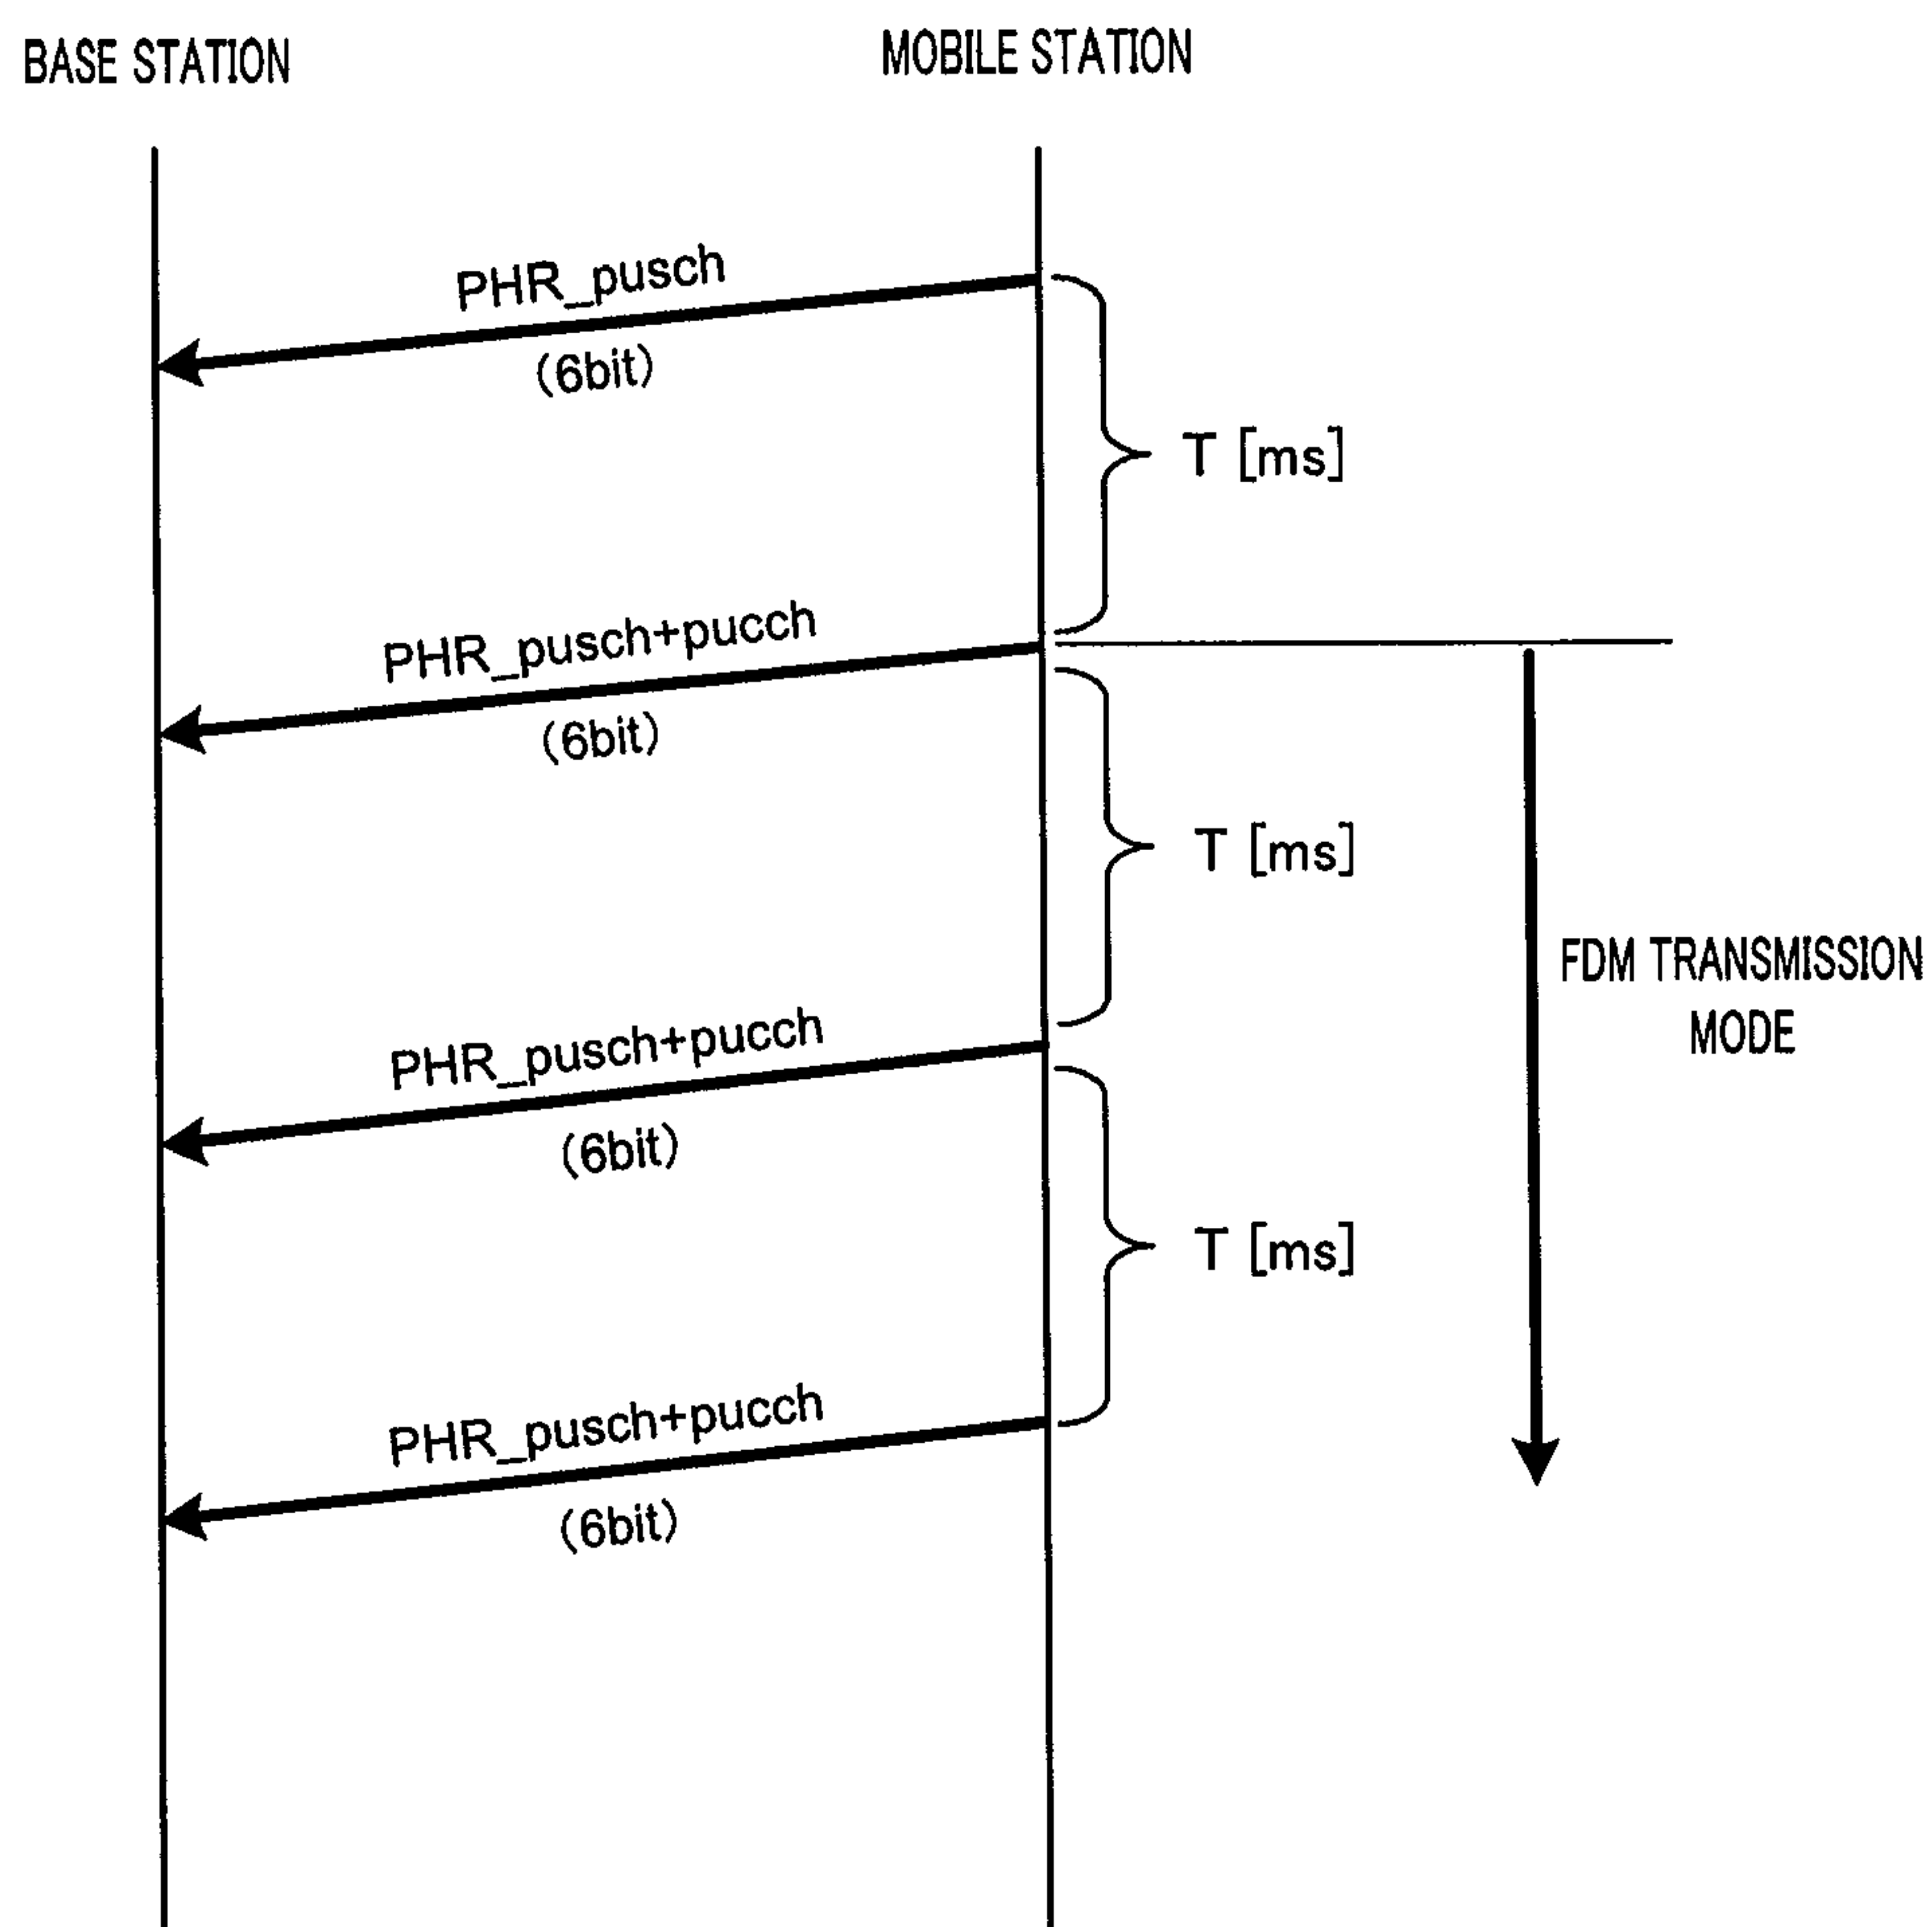 BASE STATION
MOBILE STATION
PHR_pusch
(6bit)
T [ms]
PHR_pusch+pucch
(6bit)
T [ms]
FDM TRANSMISSION
MODE
PHR_pusch+pucch
(6bit)
T [ms]
PHR_pusch+pucch
(6bit)